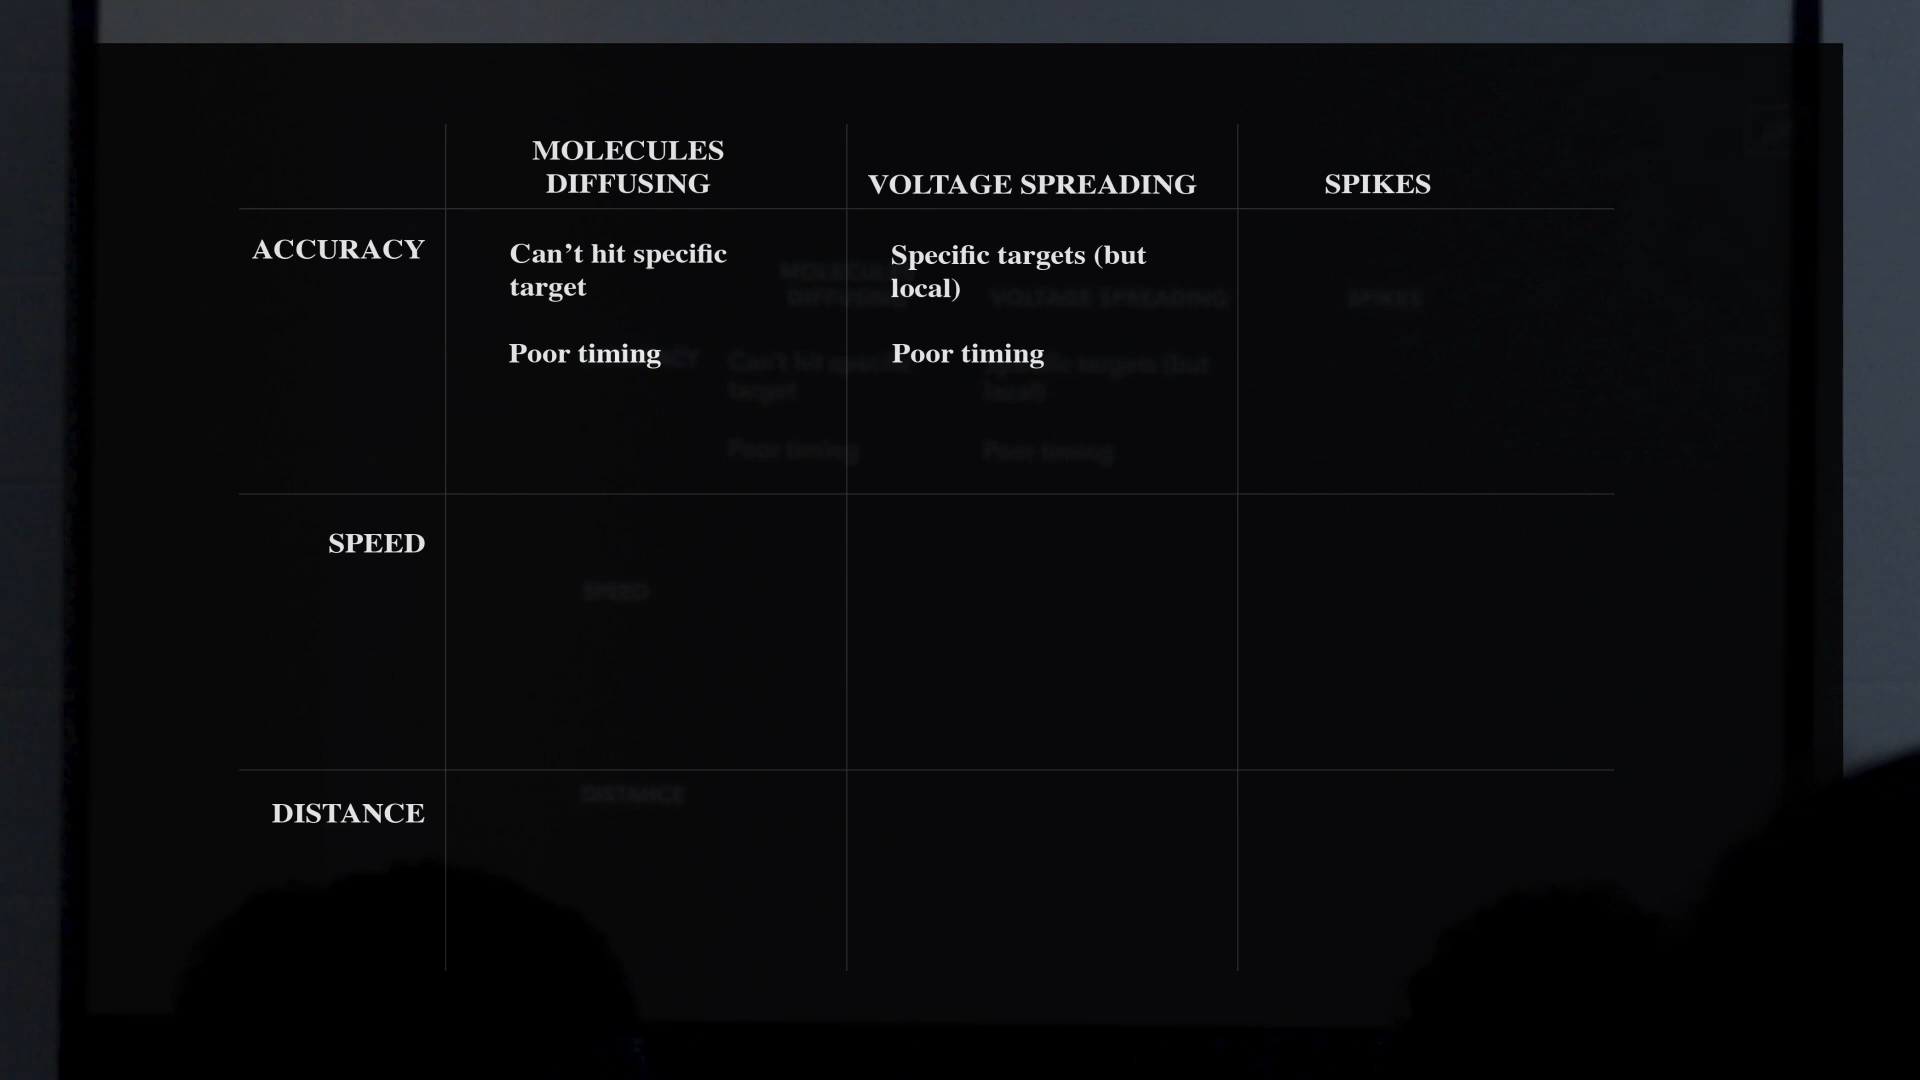 MOLECULES
DIFFUSING
VOLTAGE SPREADING
SPIKES
ACCURACY
Can’t hit specific
target
Poor timing
Specific targets (but
local)
Poor timing
SPEED
DISTANCE